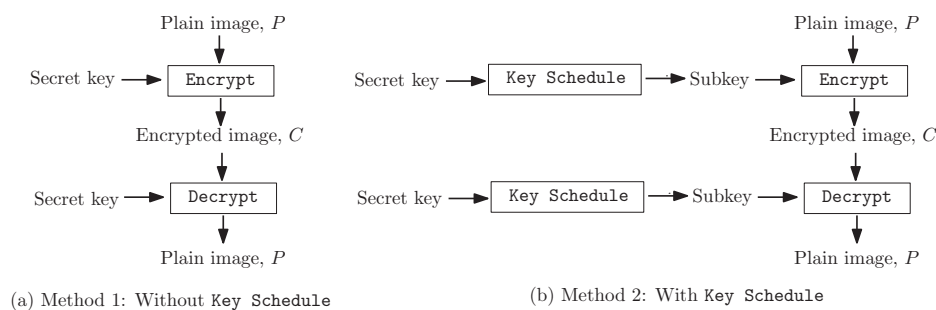 Plain image, P
Secret key
Encrypt
Encrypted image, C
Secret key
Decrypt
Plain image, P
(a) Method 1: Without Key Schedule
Plain image, P
Secret key
Key Schedule
Subkey
Encrypt
Encrypted image, C
Secret key
Key Schedule
Subkey
Decrypt
Plain image, P
(b) Method 2: With Key Schedule